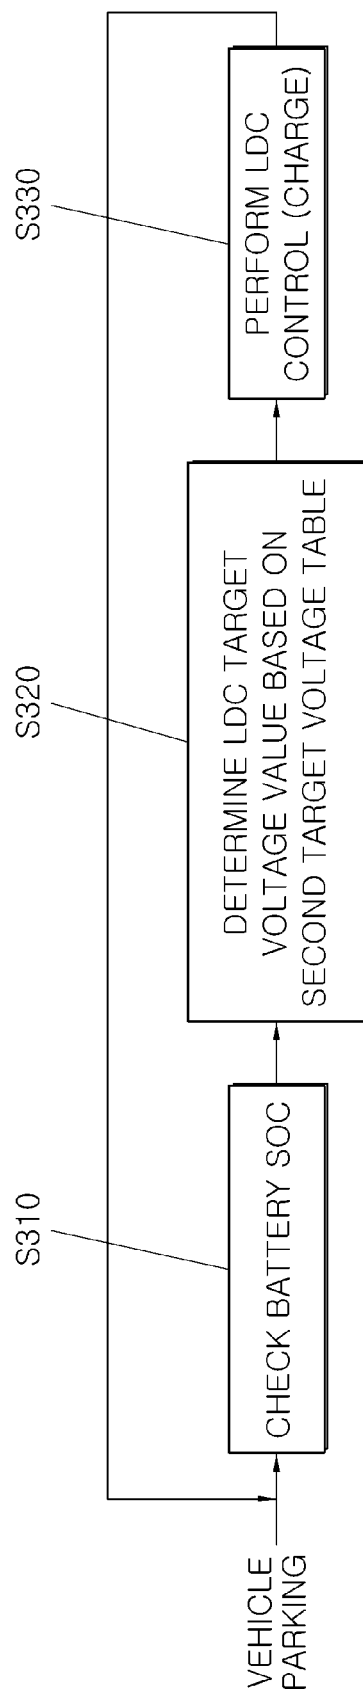 VEHICLE
PARKING
S310
CHECK BATTERY SOC
S320
DETERMINE LDC TARGET
VOLTAGE VALUE BASED ON
SECOND TARGET VOLTAGE TABLE
S330
PERFORM LDC
CONTROL (CHARGE)